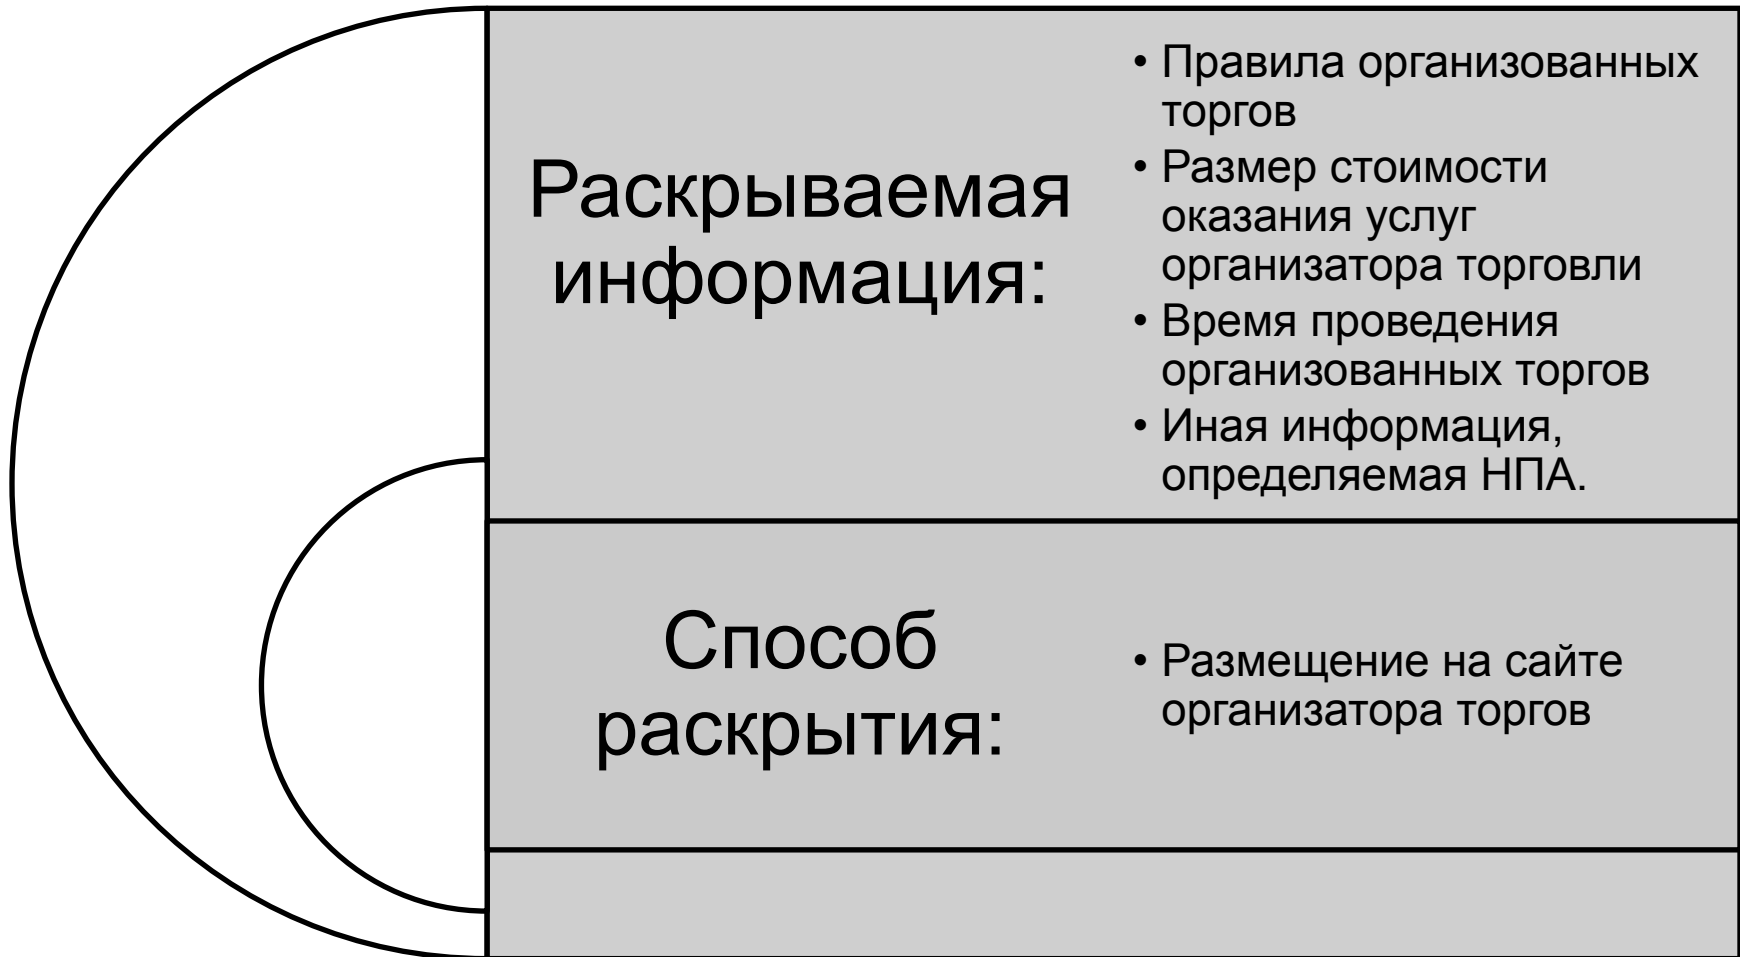 Раскрываемая
информация:
• Правила организованных
торгов
• Размер стоимости
оказания услуг
организатора торговли
• Время проведения
организованных торгов
• Иная информация,
определяемая НПА.
Способ
раскрытия:
• Размещение на сайте
организатора торгов